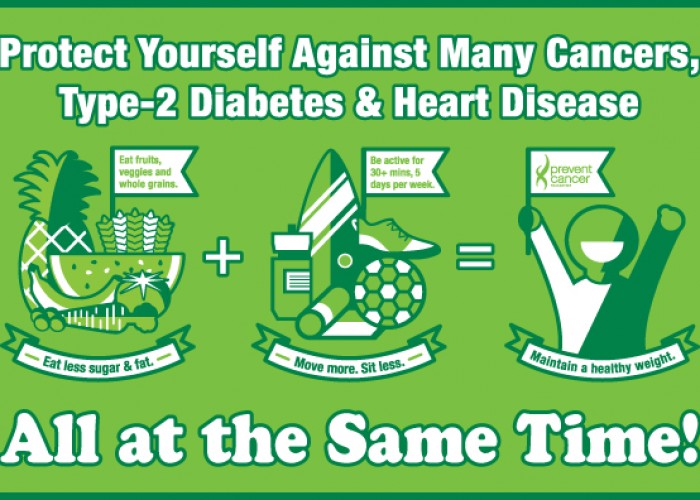 Protect Yourself Against Many Cancers,
Type-2 Diabetes & Heart Disease
Eat fruits,
veggies and
whole grains.
Eat less sugar & fat.
+
Be active for
30+ mins, 5
days per week.
Move more. Sit less.
=
prevent
cancer
Maintain a healthy weight.
All at the Same Time!